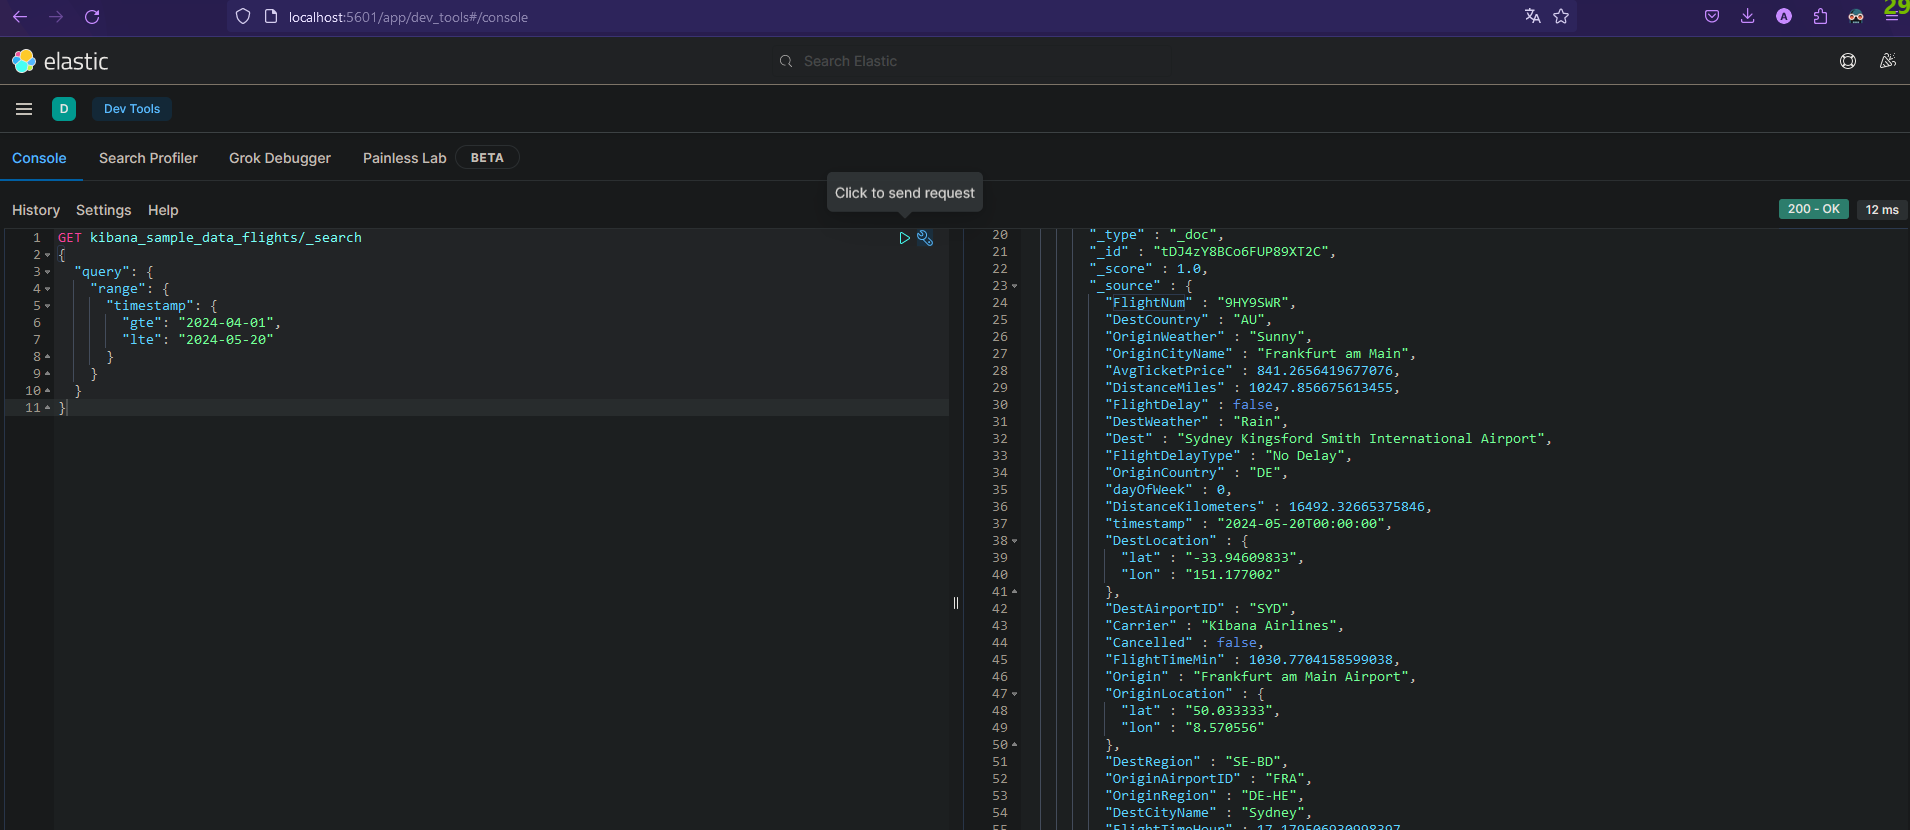 localhost:5601/app/dev_tools#/console
29
elastic
Search Elastic
D
Dev Tools
Console
Search Profiler
Grok Debugger
Painless Lab
BETA
Click to send request
History
Settings
Help
200 - OK
12 ms
1 GET kibana_sample_data_flights/_search
2 {
3 "query": {
4 "range": {
5 "timestamp": {
6 "gte": "2024-04-01",
7 "lte": "2024-05-20"
8 }
9 }
10 }
11 }
20 "_type" : "_doc",
21 "_id" : "tDJ4zY8BCo6FUP89XT2C",
22 "_score" : 1.0,
23 "_source" : {
24 "FlightNum" : "9HY9SWR",
25 "DestCountry" : "AU",
26 "OriginWeather" : "Sunny",
27 "OriginCityName" : "Frankfurt am Main",
28 "AvgTicketPrice" : 841.2656419677076,
29 "DistanceMiles" : 10247.856675613455,
30 "FlightDelay" : false,
31 "DestWeather" : "Rain",
32 "Dest" : "Sydney Kingsford Smith International Airport",
33 "FlightDelayType" : "No Delay",
34 "OriginCountry" : "DE",
35 "dayOfWeek" : 0,
36 "DistanceKilometers" : 16492.32665375846,
37 "timestamp" : "2024-05-20T00:00:00",
38 "DestLocation" : {
39 "lat" : "-33.94609833",
40 "lon" : "151.177002"
41 },
42 "DestAirportID" : "SYD",
43 "Carrier" : "Kibana Airlines",
44 "Cancelled" : false,
45 "FlightTimeMin" : 1030.7704158599038,
46 "Origin" : "Frankfurt am Main Airport",
47 "OriginLocation" : {
48 "lat" : "50.033333",
49 "lon" : "8.570556"
50 },
51 "DestRegion" : "SE-BD",
52 "OriginAirportID" : "FRA",
53 "OriginRegion" : "DE-HE",
54 "DestCityName" : "Sydney",
55 "FlightTimeHour" : 17.179506930998397,